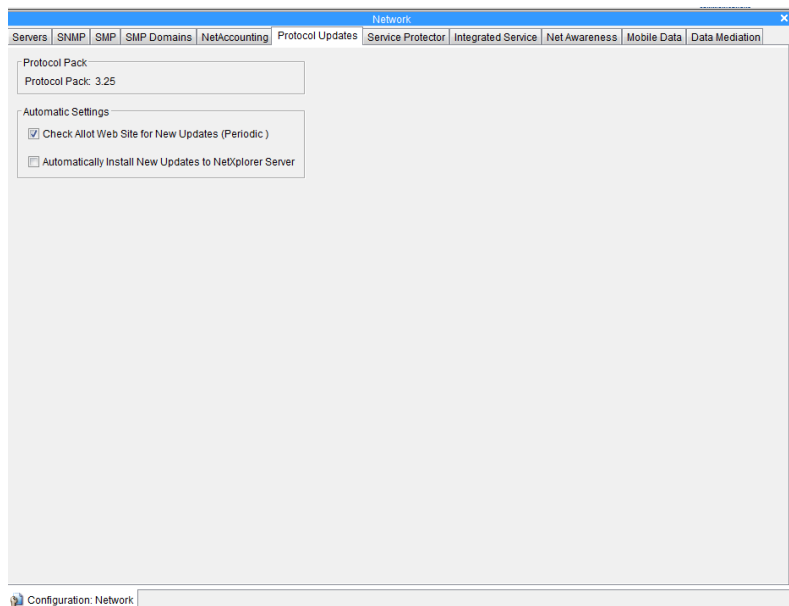 Network
Servers SNMP SMP SMP Domains NetAccounting Protocol Updates Service Protector Integrated Service Net Awareness Mobile Data Data Mediation
Protocol Pack
Protocol Pack: 3.25
Automatic Settings
Check Allot Web Site for New Updates (Periodic )
Automatically Install New Updates to NetXplorer Server
Configuration: Network